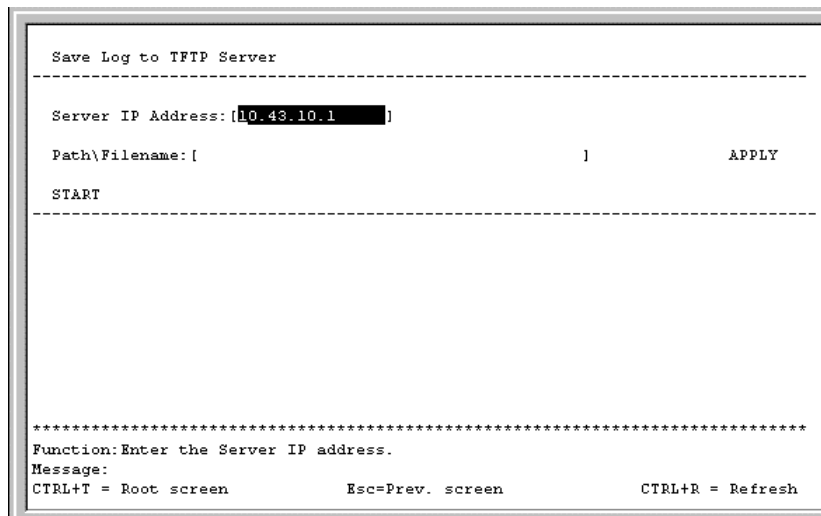 Save Log to TFTP Server
--------------------------------------------------------------------------------
Server IP Address:[10.43.10.1     ]
Path\Filename:[                                        ]               APPLY
START
--------------------------------------------------------------------------------
********************************************************************************
Function:Enter the Server IP address.
Message:
CTRL+T = Root screen            Esc=Prev. screen              CTRL+R = Refresh